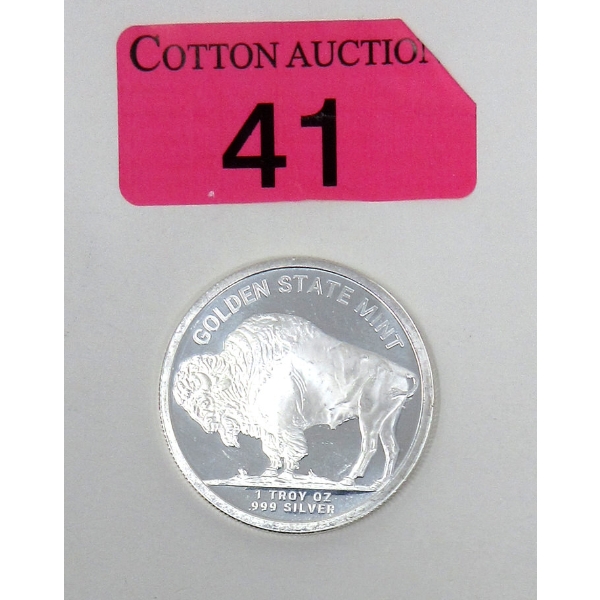 COTTON AUCTION
41
GOLDEN STATE MINT
1 TROY OZ
.999 SILVER